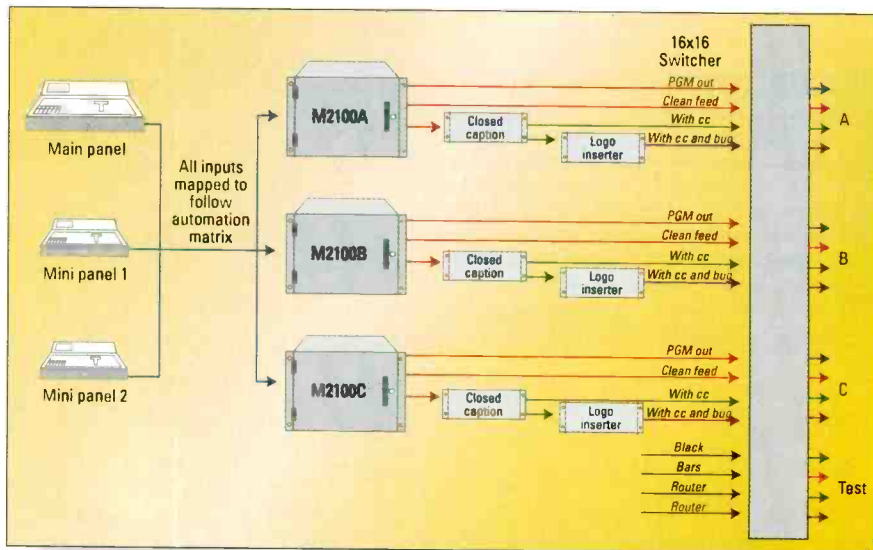 16x16
Switcher
Main panel
Mini panel 1
Mini panel 2
All inputs
mapped to
follow
automation
matrix
M2100A
PGM out
Clean feed
Closed
caption
With cc
Logo
inserter
With cc and bug
A
M2100B
PGM out
Clean feed
Closed
caption
With cc
Logo
inserter
With cc and bug
B
M2100C
PGM out
Clean feed
Closed
caption
With cc
Logo
inserter
With cc and bug
C
Black
Bars
Router
Router
Test